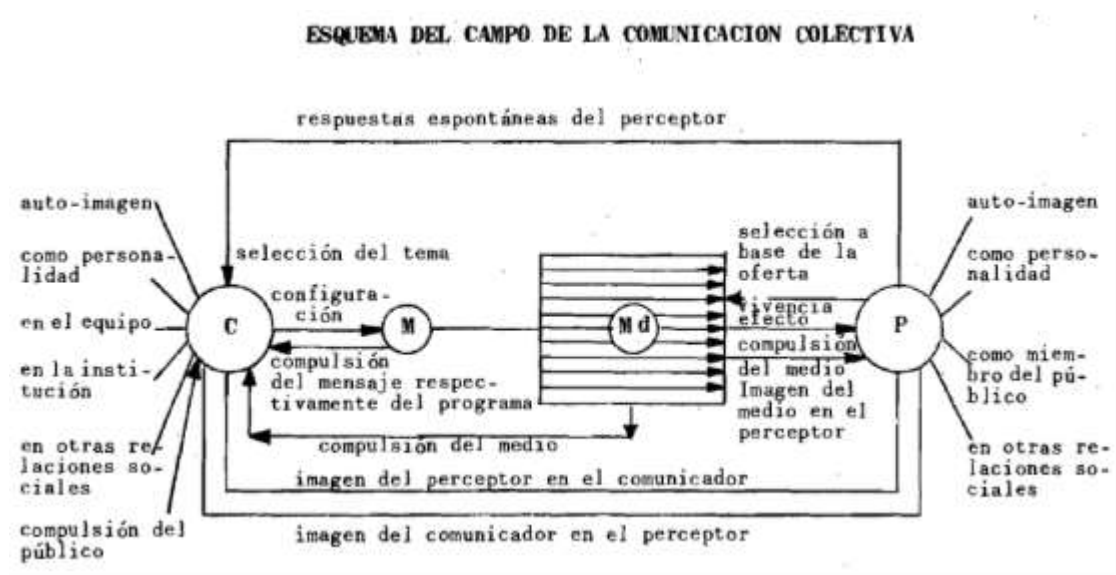 ESQUEMA DEL CAMPO DE LA COMUNICACION COLECTIVA
respuestas espontáneas del perceptor
auto-imagen
como persona-
lidad
en el equipo
en la insti-
tución
en otras re-
laciones so-
ciales
compulsión del
público
C
selección del tema
configura-
ción
M
compulsión
del mensaje respec-
tivamente del programa
compulsión del medio
Md
selección a
base de la
oferta
vivencia
efecto
compulsión
del medio
Imagen del
medio en el
perceptor
P
auto-imagen
como perso-
nalidad
como miem-
bro del pú-
blico
en otras re-
laciones so-
ciales
imagen del perceptor en el comunicador
imagen del comunicador en el perceptor